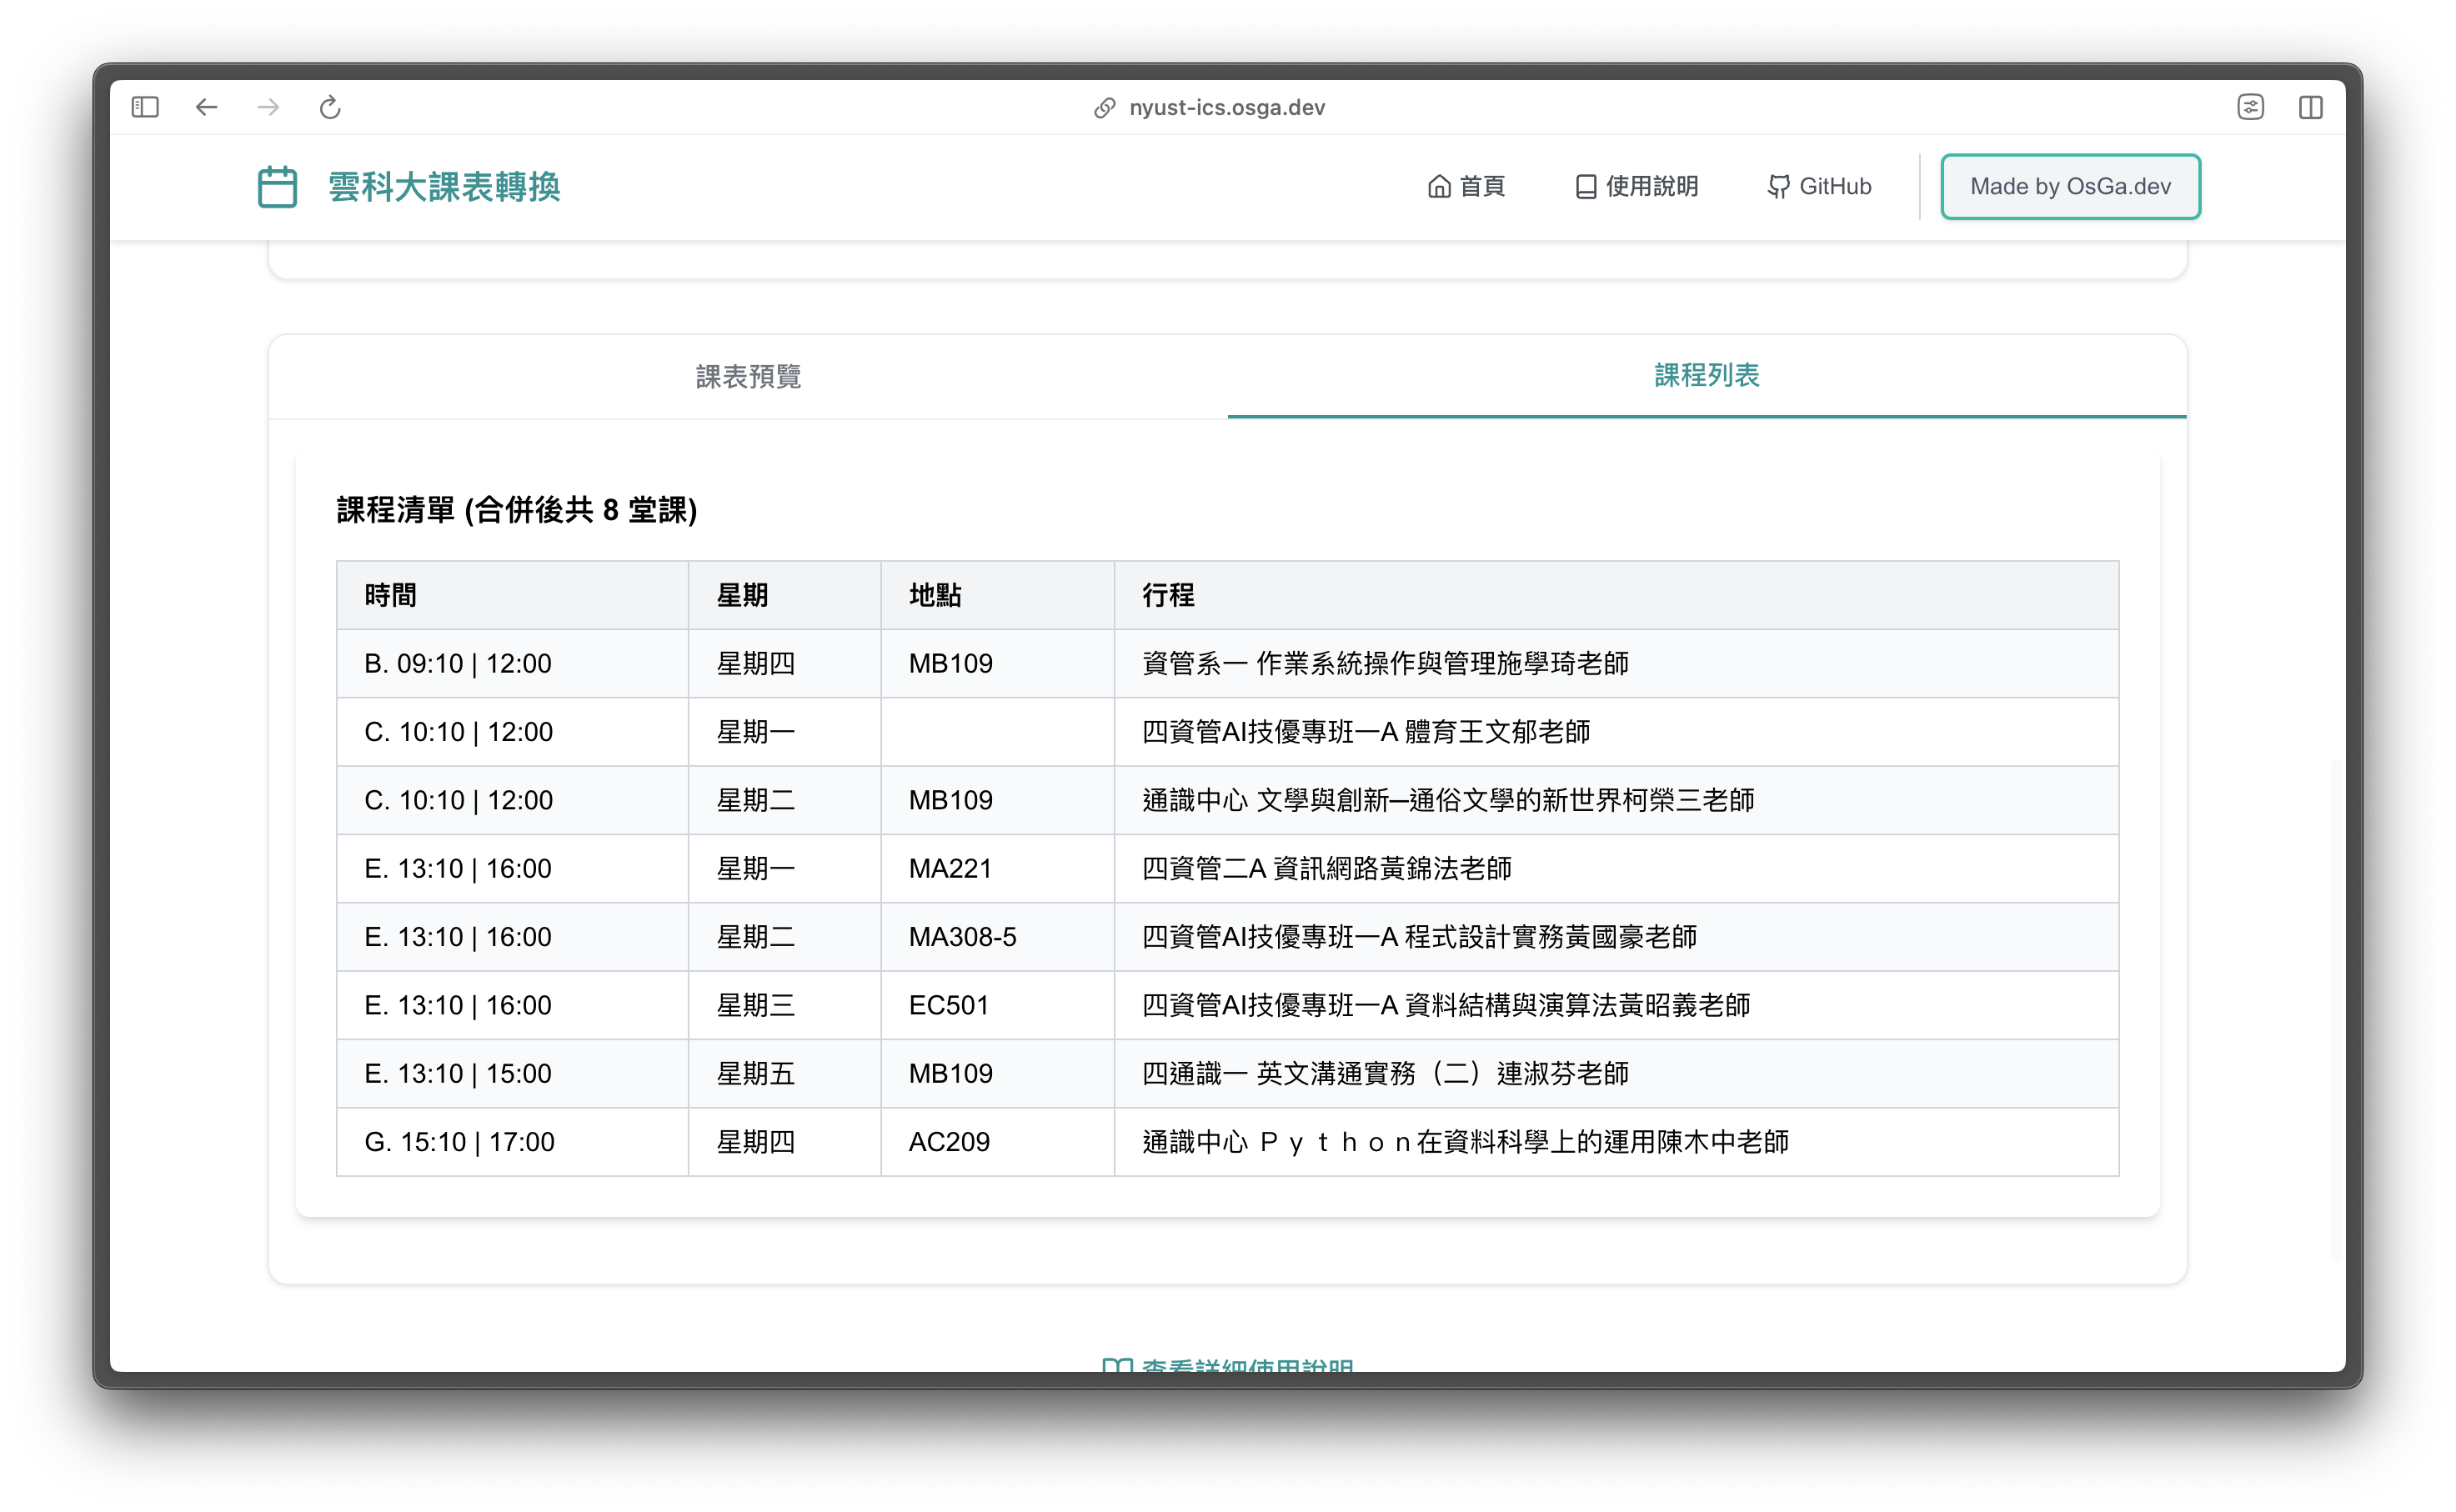 nyust-ics.osga.dev
雲科大課表轉換
首頁 使用說明 GitHub Made by OsGa.dev
課表預覽 課程列表
課程清單 (合併後共 8 堂課)
時間 星期 地點 行程
B. 09:10 | 12:00 星期四 MB109 資管系一 作業系統操作與管理施學琦老師
C. 10:10 | 12:00 星期一 四資管AI技優專班一A 體育王文郁老師
C. 10:10 | 12:00 星期二 MB109 通識中心 文學與創新─通俗文學的新世界柯榮三老師
E. 13:10 | 16:00 星期一 MA221 四資管二A 資訊網路黃錦法老師
E. 13:10 | 16:00 星期二 MA308-5 四資管AI技優專班一A 程式設計實務黃國豪老師
E. 13:10 | 16:00 星期三 EC501 四資管AI技優專班一A 資料結構與演算法黃昭義老師
E. 13:10 | 15:00 星期五 MB109 四通識一 英文溝通實務（二）連淑芬老師
G. 15:10 | 17:00 星期四 AC209 通識中心 Ｐｙｔｈｏｎ在資料科學上的運用陳木中老師
查看詳細使用說明